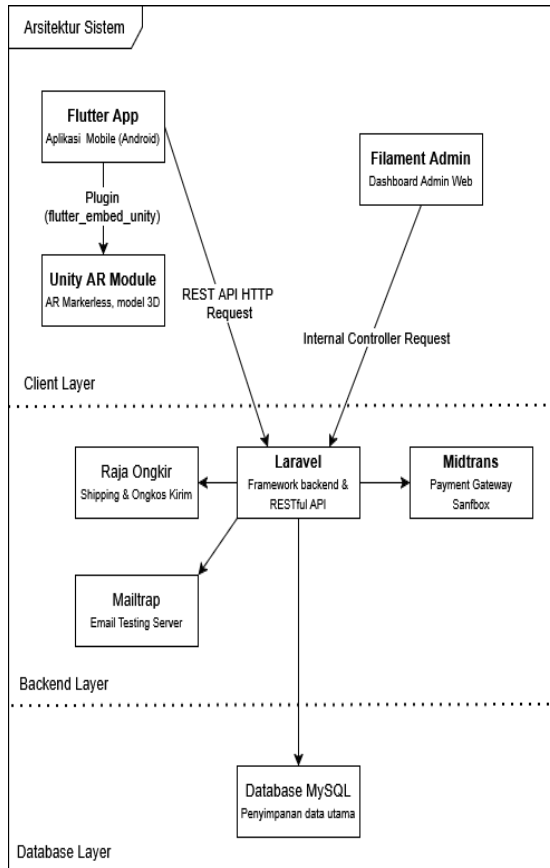 Arsitektur Sistem
Flutter App
Aplikasi Mobile (Android)
Filament Admin
Dashboard Admin Web
Plugin
(flutter_embed_unity)
Unity AR Module
AR Markerless, model 3D
REST API HTTP
Request
Internal Controller Request
Client Layer
Raja Ongkir
Shipping & Ongkos Kirim
Laravel
Framework backend &
RESTful API
Midtrans
Payment Gateway
Sanfbox
Mailtrap
Email Testing Server
Backend Layer
Database MySQL
Penyimpanan data utama
Database Layer